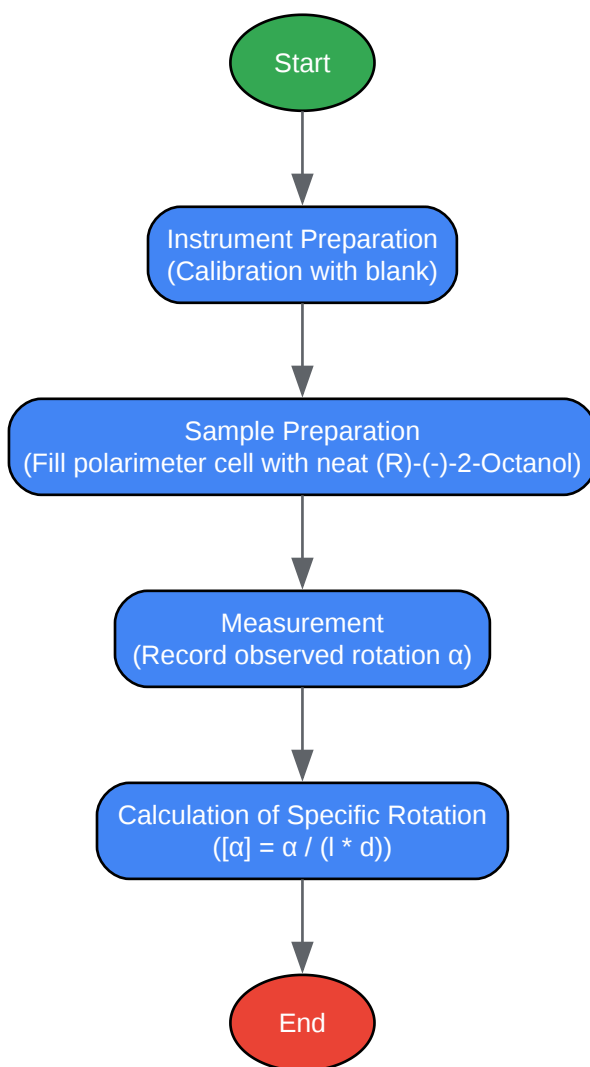 Start
Instrument Preparation
(Calibration with blank)
Sample Preparation
(Fill polarimeter cell with neat (R)-(-)-2-Octanol)
Measurement
(Record observed rotation α)
Calculation of Specific Rotation
([α] = α / (l * d))
End